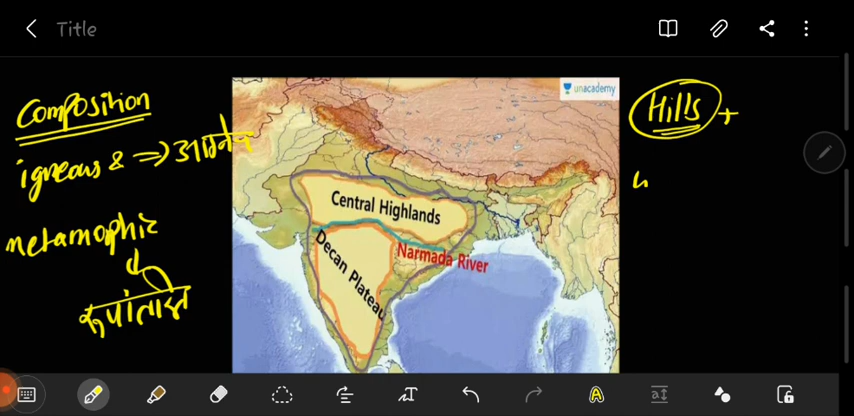 Title
Composition
igneous & ⇒ आग्नेय
metamorphic
रूपांतरित
unacademy
Central Highlands
Narmada River
Decan Plateau
Hills +